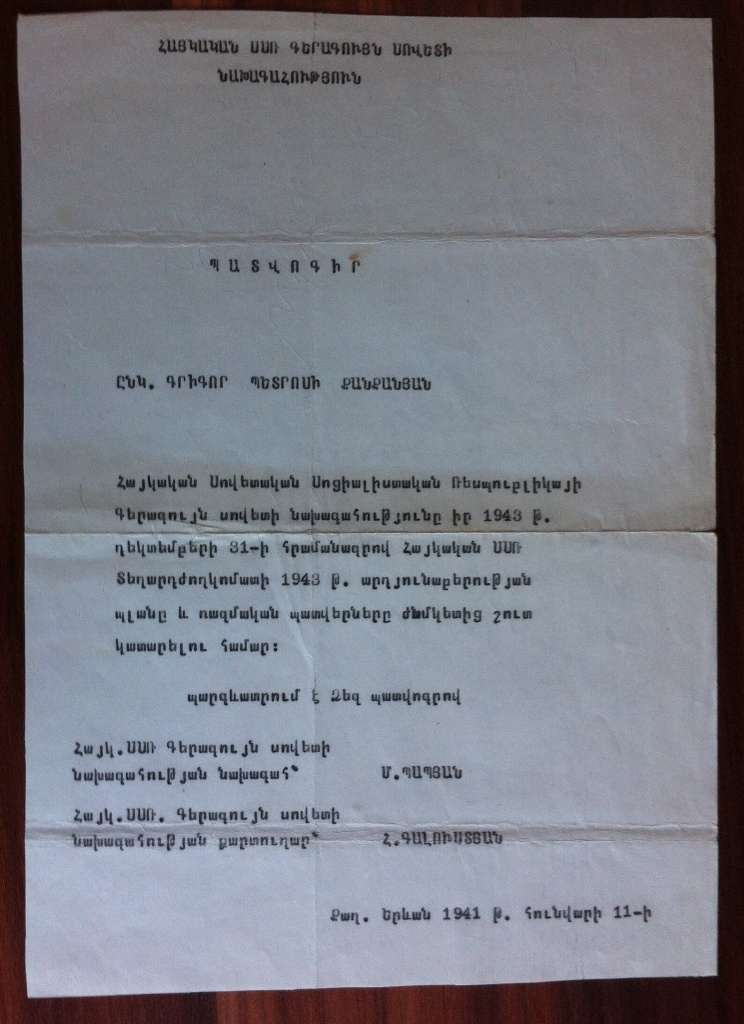 ՀԱՅԿԱԿԱՆ ՍՍՌ ԳԵՐԱԳՈՒՅՆ ՍՈՎԵՏԻ
ՆԱԽԱԳԱՀՈՒԹՅՈՒՆ
Պ Ա Տ Վ Ո Գ Ի Ր
ԸՆԿ. ԳՐԻԳՈՐ ՊԵՏՐՈՍԻ ՔԱՆՔԱՆՅԱՆ
Հայկական Սովետական Սոցիալիստական Ռեսպուբլիկայի
Գերագույն սովետի նախագահությունը իր 1943 թ.
դեկտեմբերի 31-ի հրամանագրով Հայկական ՍՍՌ
Տեղարդժողկոմատի 1943 թ. արդյունաբերության
պլանը և ռազմական պատվերները ժամկետից շուտ
կատարելու համար:
պարգևատրում է Ձեզ պատվոգրով
Հայկ.ՍՍՌ Գերագույն սովետի
նախագահության նախագահ՝ Մ.ՊԱՊՅԱՆ
Հայկ.ՍՍՌ. Գերագույն սովետի
նախագահության քարտուղար՝ Հ.ԳԱԼՈՒՍՏՅԱՆ
Քաղ. Երևան 1941 թ. հունվարի 11-ի